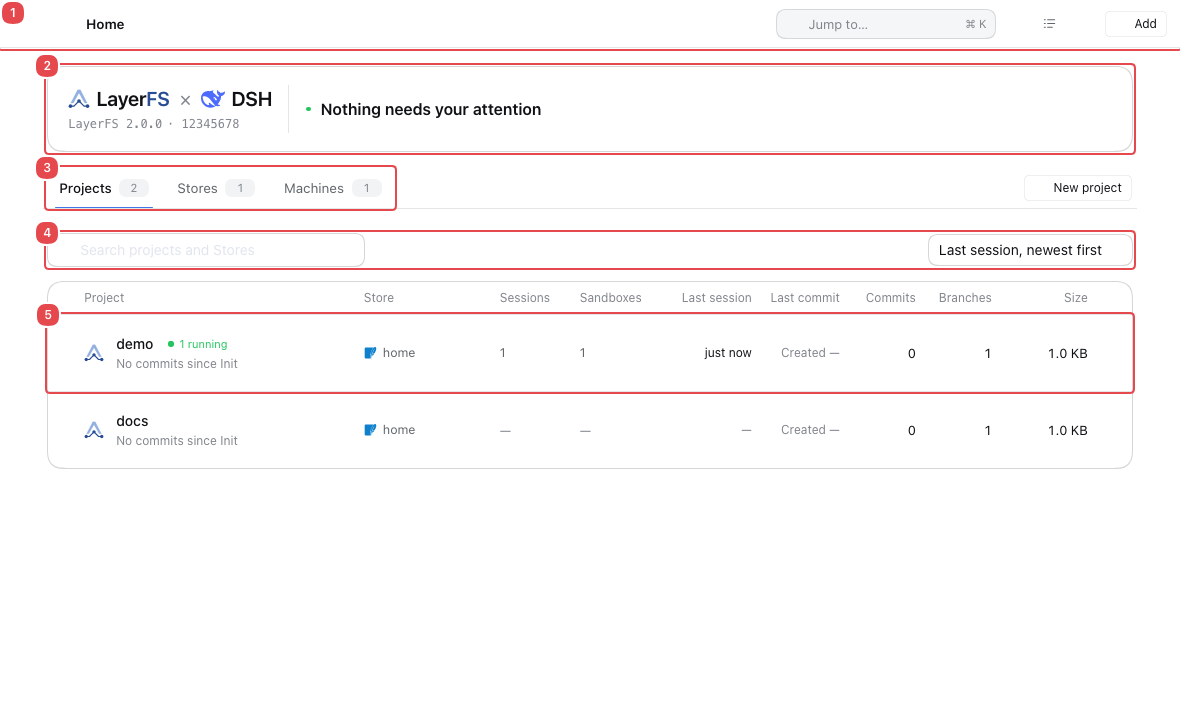 1
Home
Jump to...
⌘ K
Add
2
LayerFS × DSH
LayerFS 2.0.0 · 12345678
Nothing needs your attention
3
Projects 2
Stores 1
Machines 1
New project
4
Search projects and Stores
Last session, newest first
Project Store Sessions Sandboxes Last session Last commit Commits Branches Size
5
demo 1 running
No commits since Init
home 1 1 just now Created — 0 1 1.0 KB
docs
No commits since Init
home — — — Created — 0 1 1.0 KB